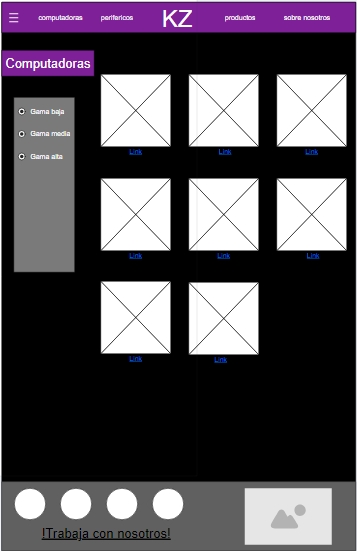 computadoras perifericos KZ productos sobre nosotros
Computadoras
Gama baja
Gama media
Gama alta
Link Link Link
Link Link Link
Link Link
!Trabaja con nosotros!